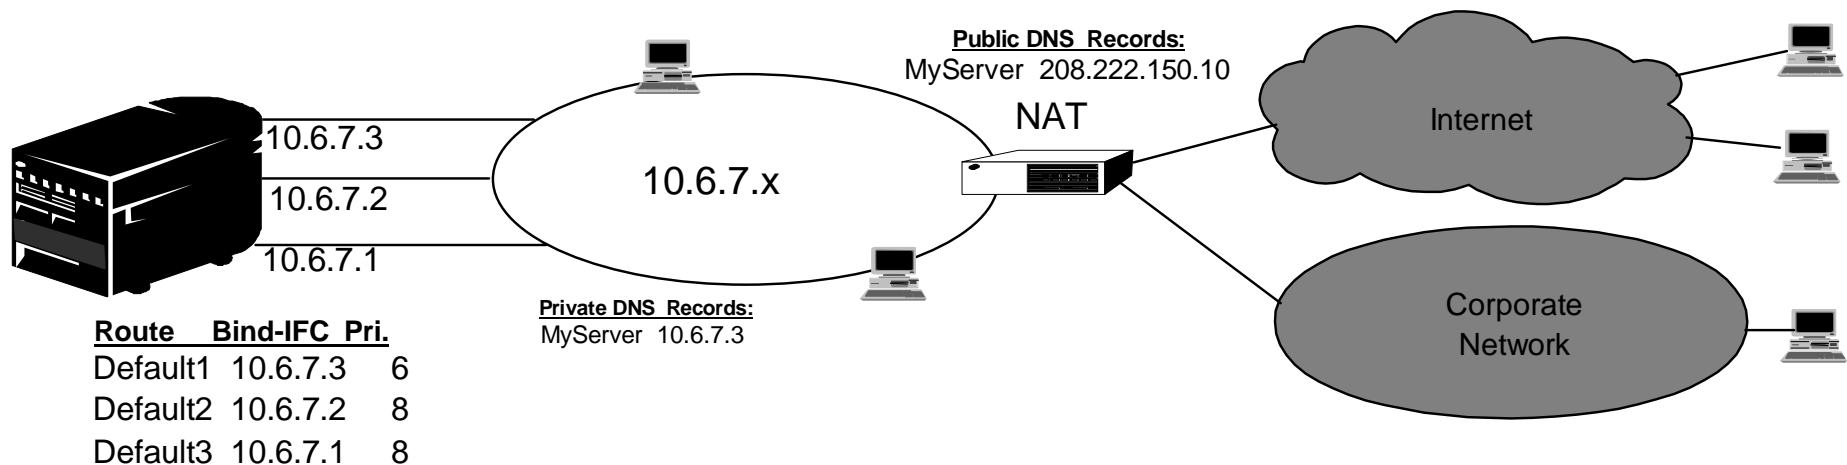 Public DNS Records:
MyServer 208.222.150.10
NAT
Internet
10.6.7.3
10.6.7.2
10.6.7.1
10.6.7.x
Private DNS Records:
MyServer 10.6.7.3
Corporate
Network
Route Bind-IFC Pri.
Default1 10.6.7.3 6
Default2 10.6.7.2 8
Default3 10.6.7.1 8